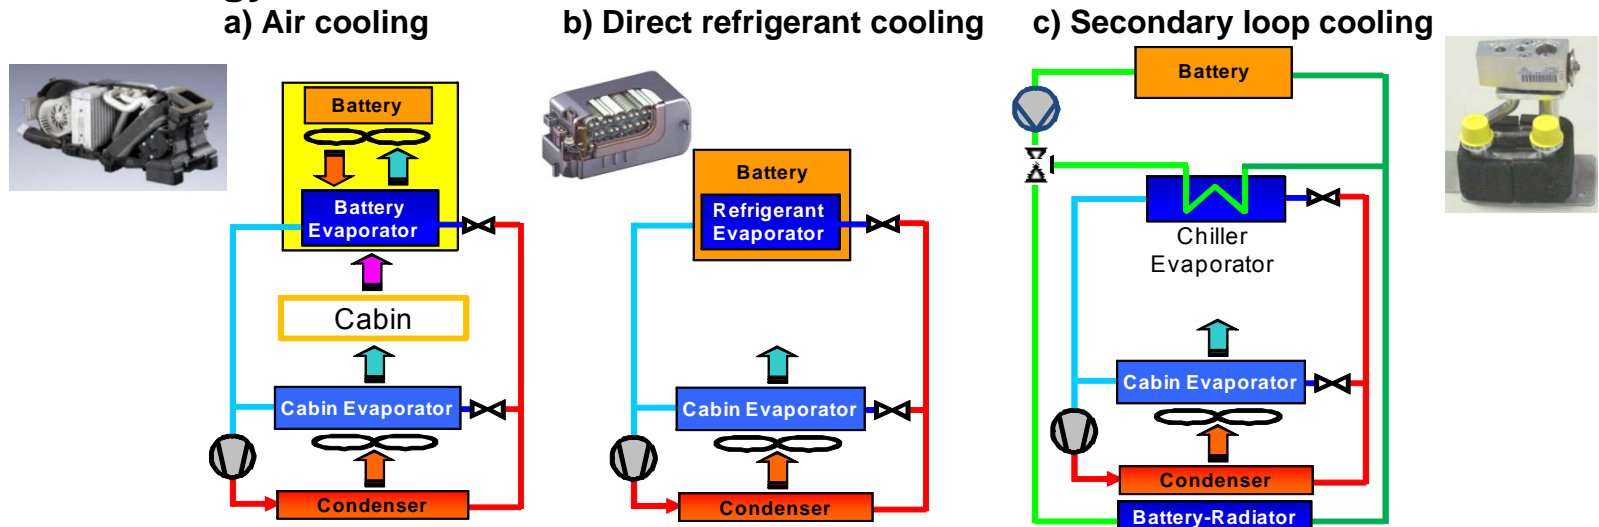 a) Air cooling
b) Direct refrigerant cooling
c) Secondary loop cooling
Battery
Battery
Evaporator
Cabin
Cabin Evaporator
Condenser
Battery
Refrigerant
Evaporator
Cabin Evaporator
Condenser
Battery
Chiller
Evaporator
Cabin Evaporator
Condenser
Battery-Radiator